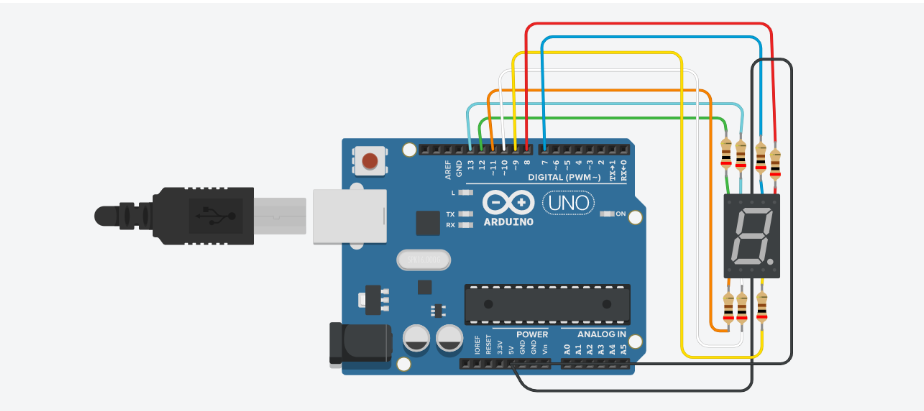 AREF
GND
13
12
~11
~10
~9
8
7
~6
~5
~4
~3
2
TX→1
RX←0
DIGITAL (PWM~)
L
TX
RX
ARDUINO
UNO
ON
POWER
ANALOG IN
IOREF
RESET
3.3V
5V
GND
GND
Vin
A0
A1
A2
A3
A4
A5